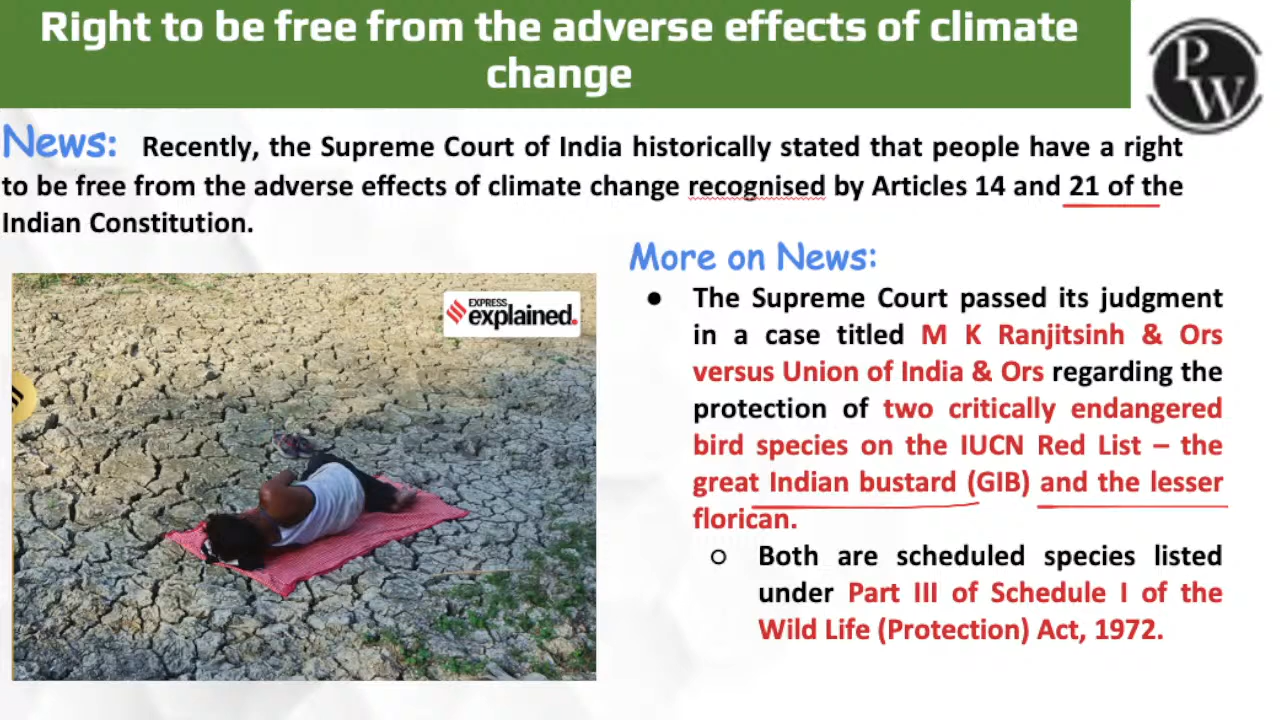 Right to be free from the adverse effects of climate
change
PW
News: Recently, the Supreme Court of India historically stated that people have a right
to be free from the adverse effects of climate change recognised by Articles 14 and 21 of the
Indian Constitution.
EXPRESS
explained.
More on News:
● The Supreme Court passed its judgment
in a case titled M K Ranjitsinh & Ors
versus Union of India & Ors regarding the
protection of two critically endangered
bird species on the IUCN Red List – the
great Indian bustard (GIB) and the lesser
florican.
○ Both are scheduled species listed
under Part III of Schedule I of the
Wild Life (Protection) Act, 1972.